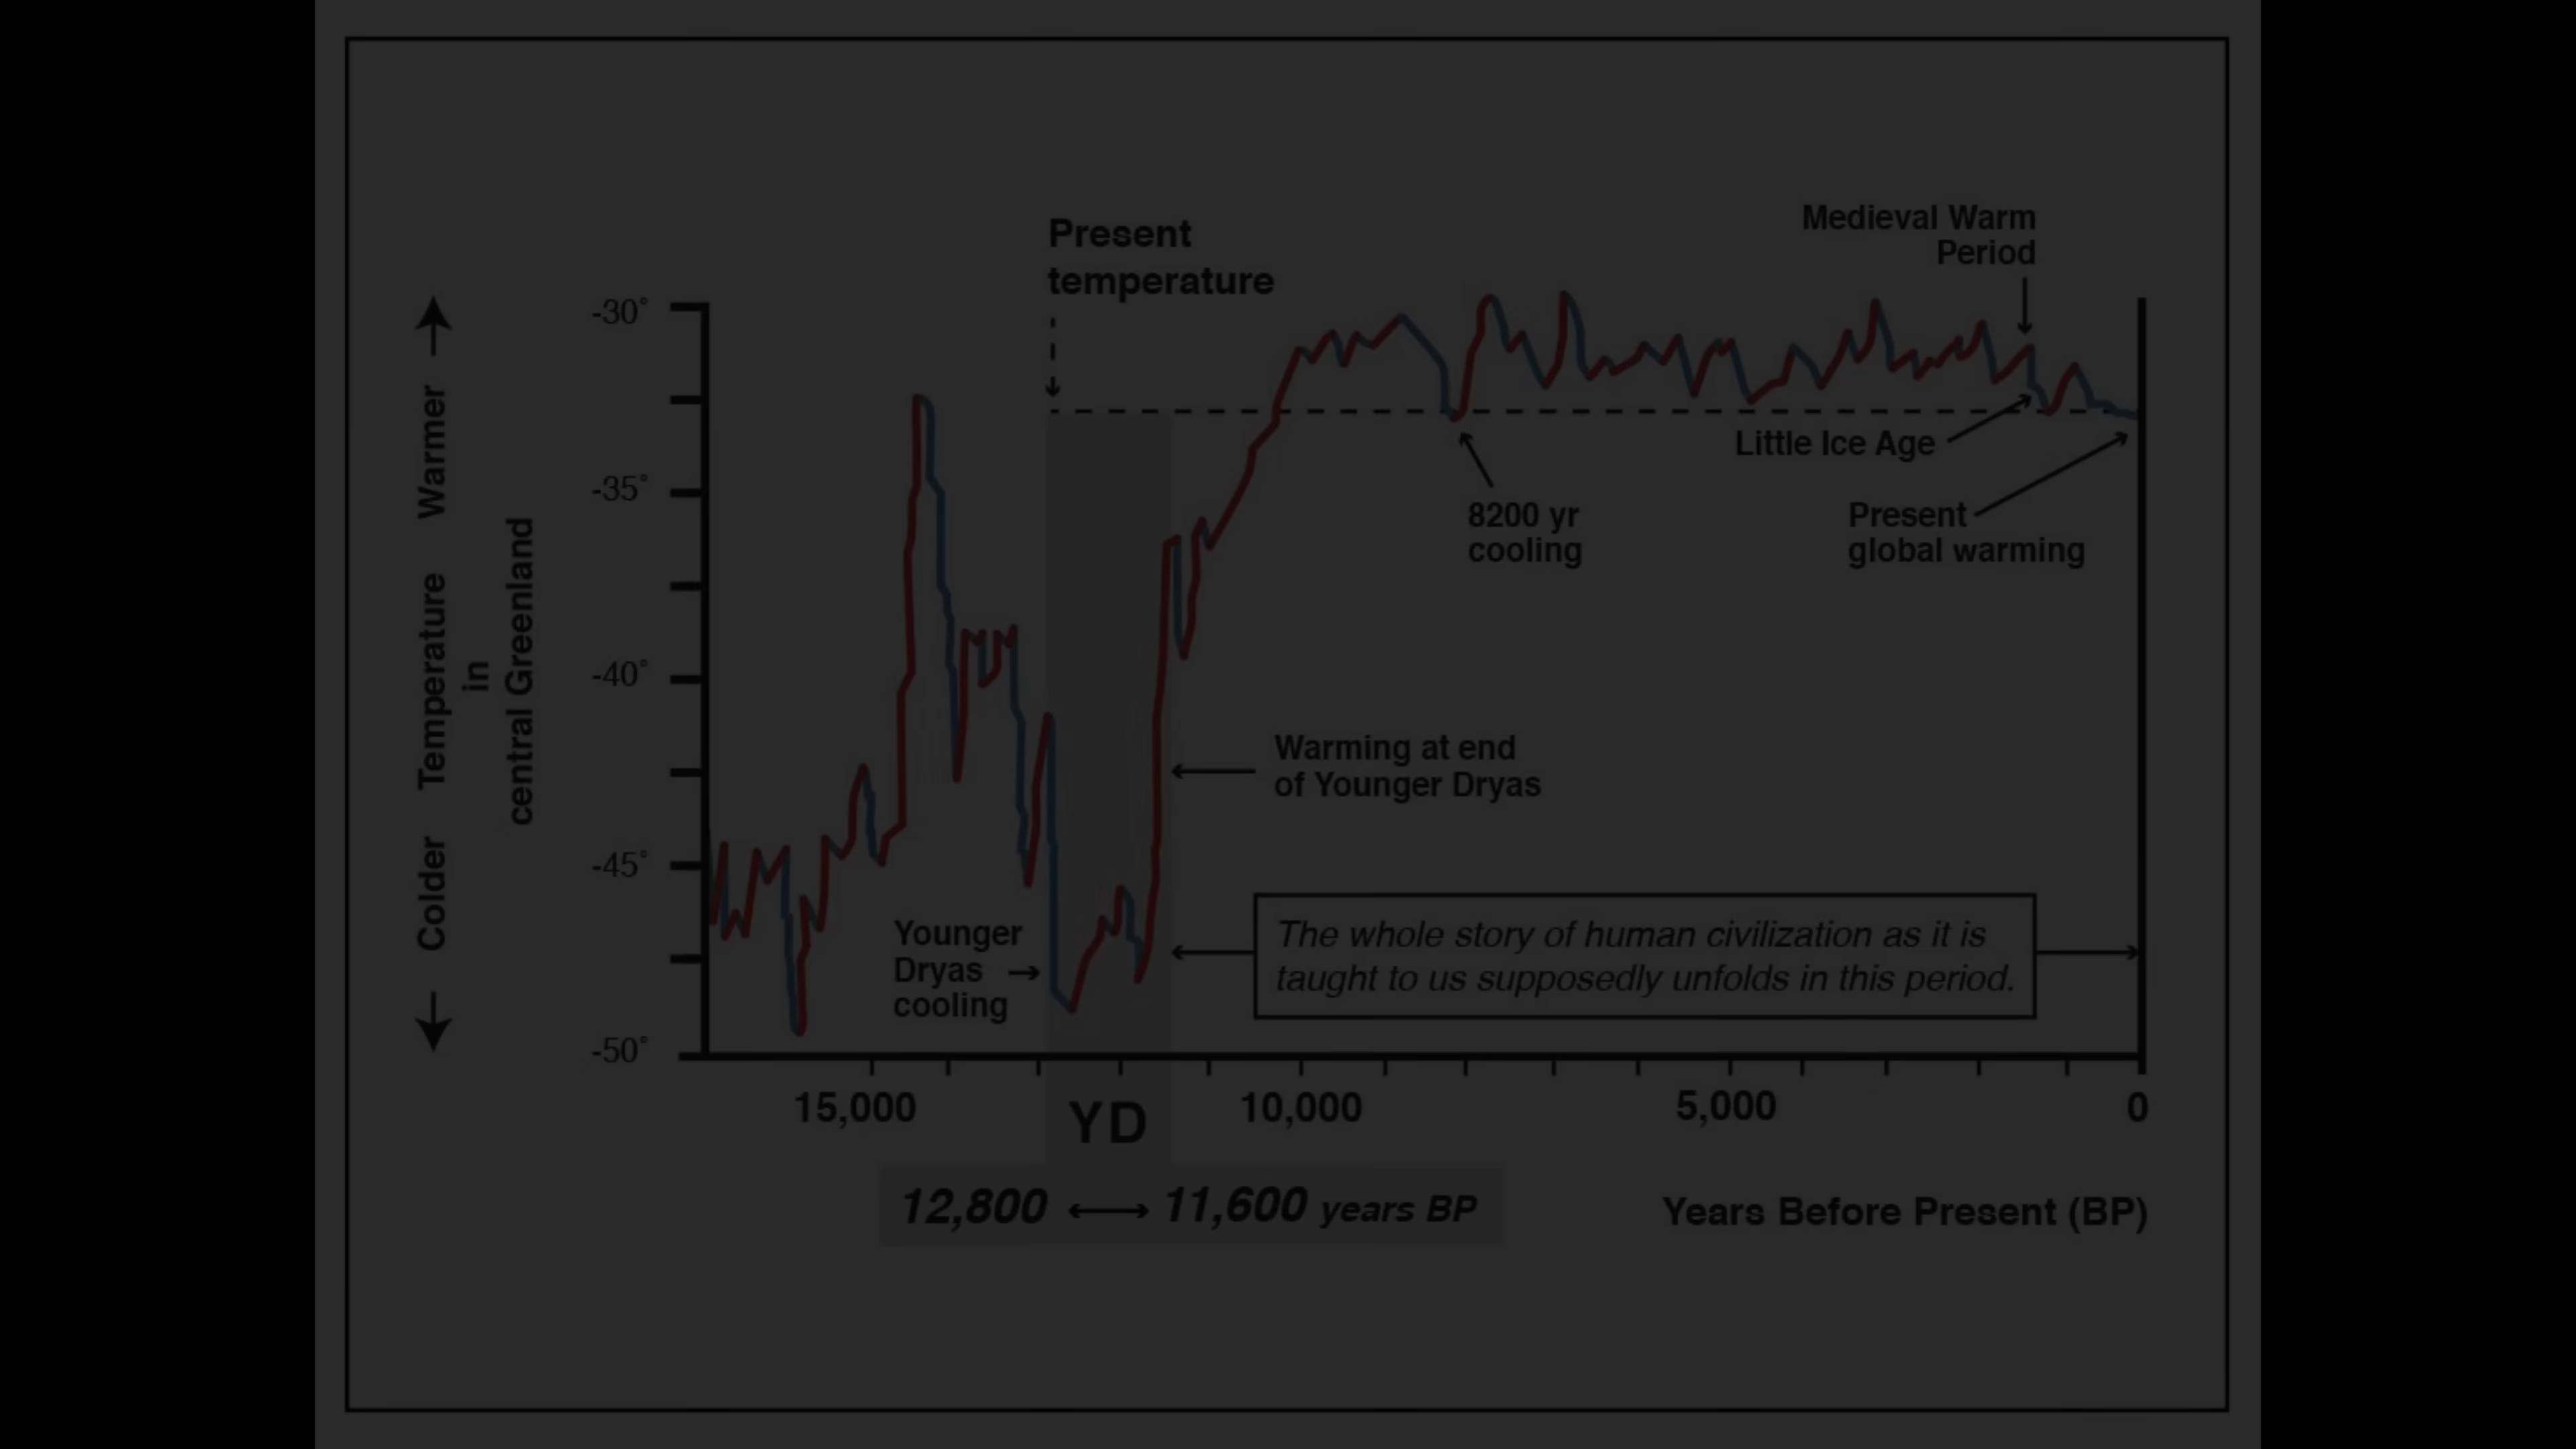 Present
temperature
Medieval Warm
Period
-30°
-35°
-40°
-45°
-50°
Colder Temperature Warmer
in
central Greenland
Little Ice Age
8200 yr
cooling
Present
global warming
Warming at end
of Younger Dryas
Younger
Dryas
cooling
The whole story of human civilization as it is
taught to us supposedly unfolds in this period.
15,000
YD
10,000
5,000
0
12,800 ⟷ 11,600 years BP
Years Before Present (BP)